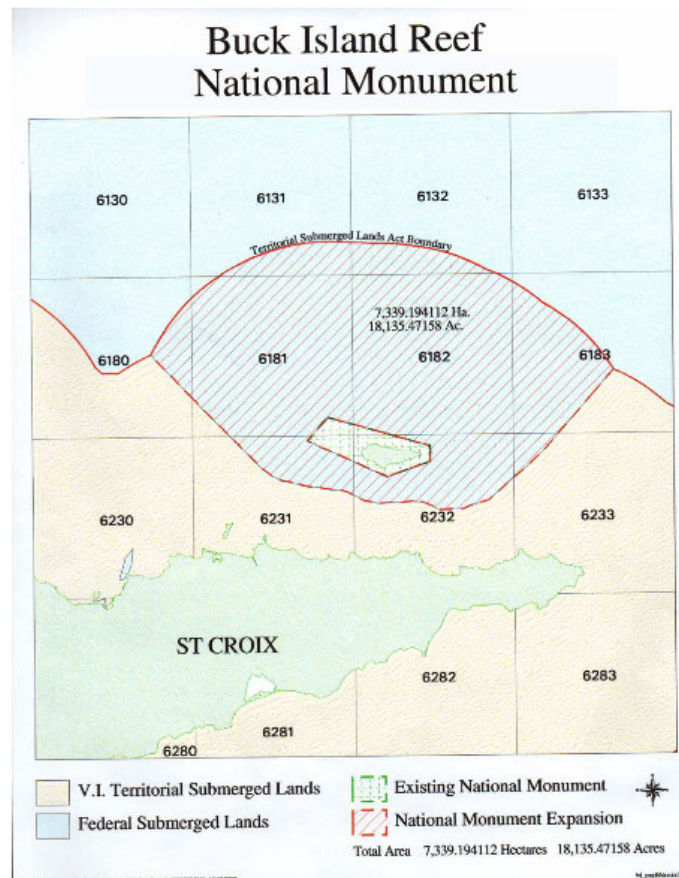 Buck Island Reef
National Monument
6130
6131
6132
6133
Territorial Submerged Lands Act Boundary
7,339.194112 Ha.
18,135.47158 Ac.
6180
6181
6182
6183
6230
6231
6232
6233
ST CROIX
6280
6281
6282
6283
V.I. Territorial Submerged Lands
Existing National Monument
Federal Submerged Lands
National Monument Expansion
Total Area 7,339.194112 Hectares 18,135.47158 Acres